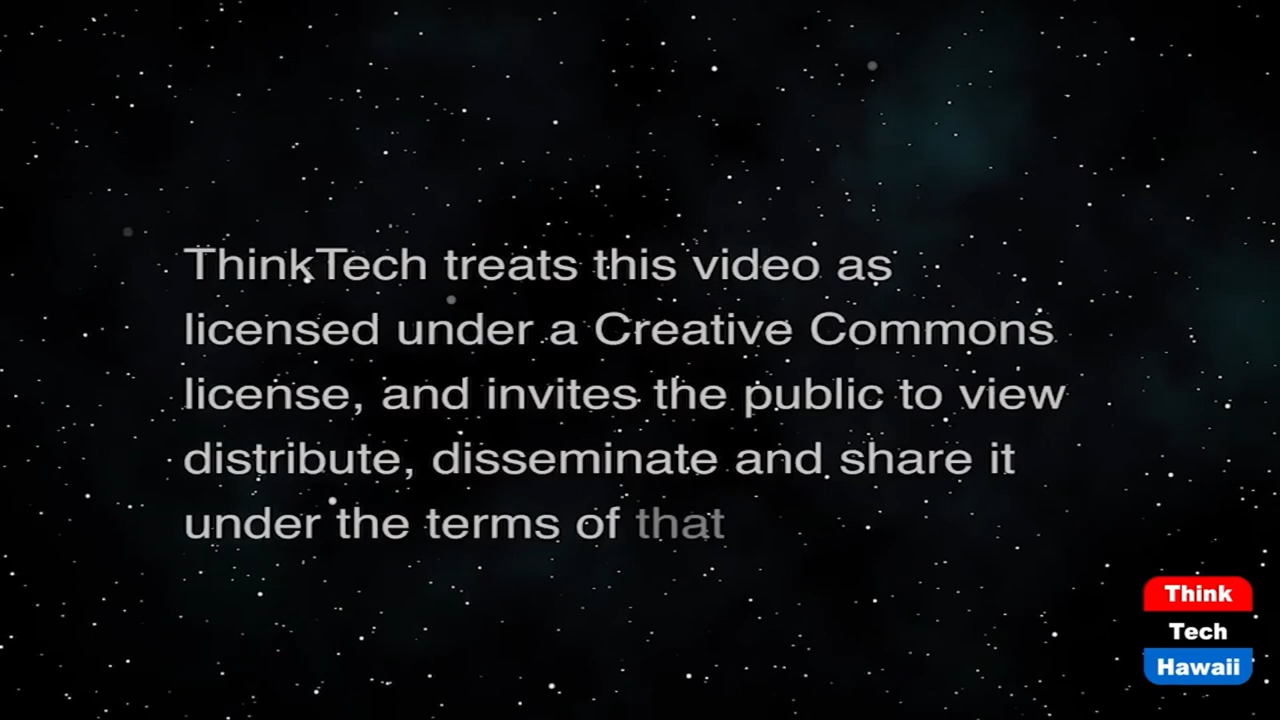 ThinkTech treats this video as
licensed under a Creative Commons
license, and invites the public to view
distribute, disseminate and share it
under the terms of that
Think
Tech
Hawaii